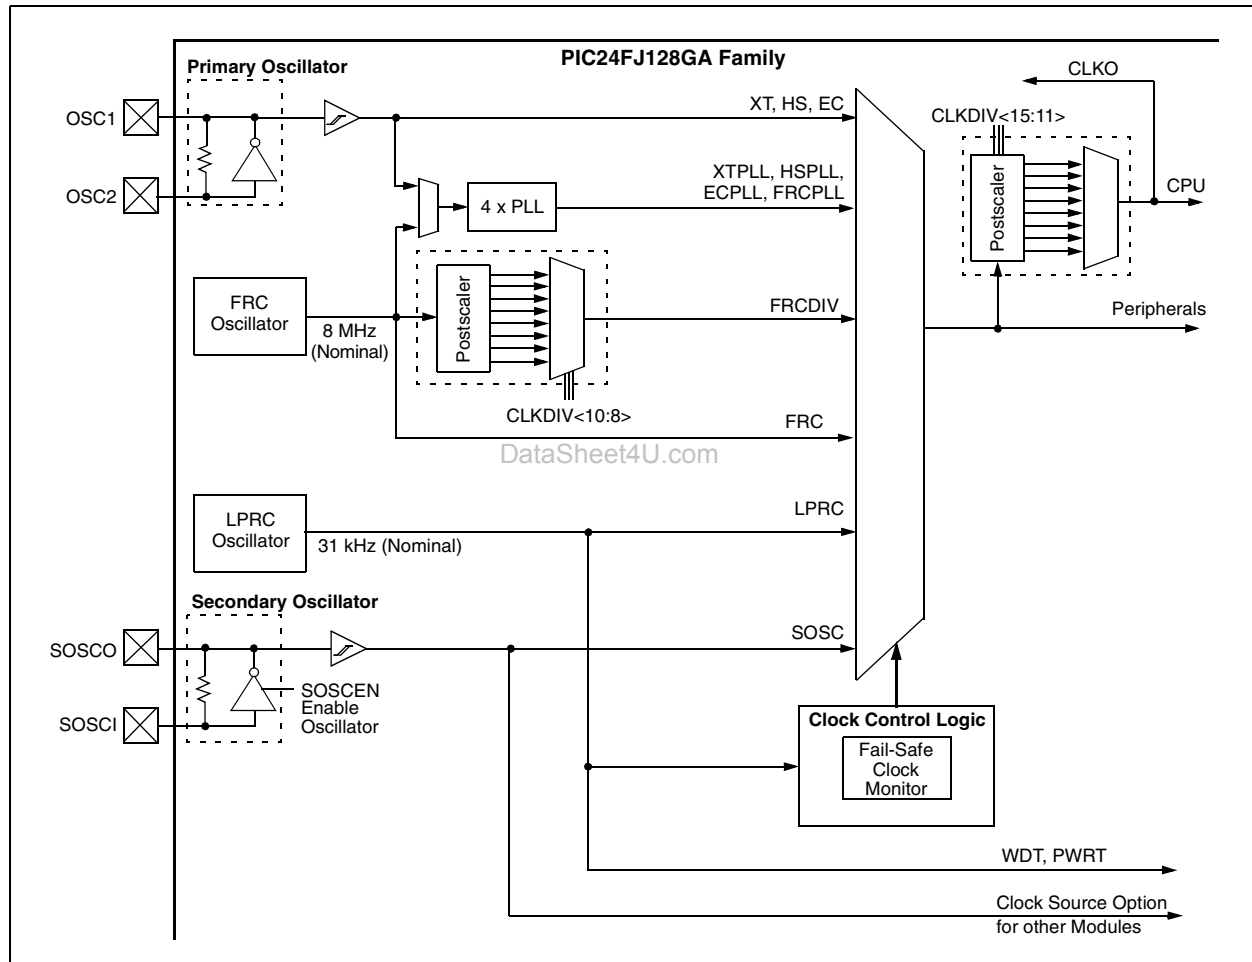 PIC24FJ128GA Family
Primary Oscillator
CLKO
OSC1
XT, HS, EC
CLKDIV<15:11>
XTPLL, HSPLL,
ECPLL, FRCPLL
OSC2
4 x PLL
Postscaler
CPU
FRC
Oscillator
8 MHz
(Nominal)
Postscaler
FRCDIV
Peripherals
CLKDIV<10:8>
FRC
DataSheet4U.com
LPRC
Oscillator
31 kHz (Nominal)
LPRC
Secondary Oscillator
SOSCO
SOSC
SOSCEN
Enable
Oscillator
SOSCI
Clock Control Logic
Fail-Safe
Clock
Monitor
WDT, PWRT
Clock Source Option
for other Modules